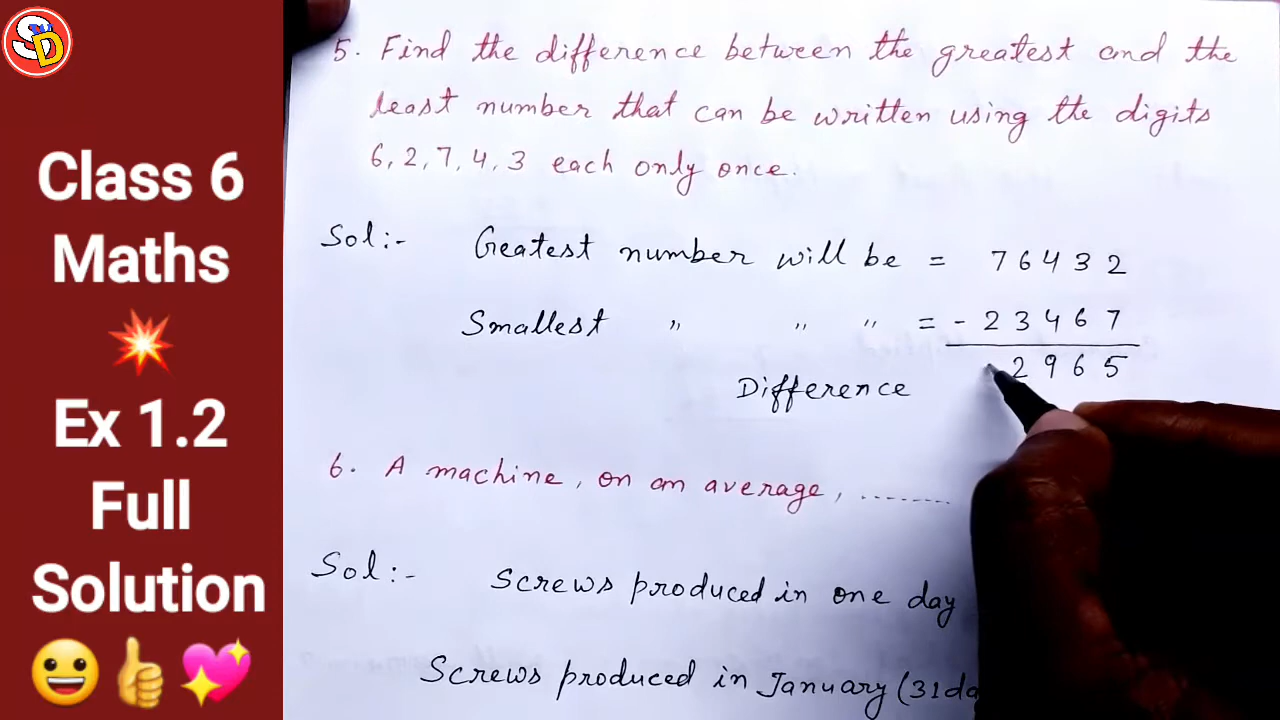 SD
Class 6
Maths
Ex 1.2
Full
Solution
5. Find the difference between the greatest and the
least number that can be written using the digits
6, 2, 7, 4, 3 each only once.
Sol:- Greatest number will be = 76432
Smallest " " " = - 23467
2965
Difference
6. A machine, on an average, ........
Sol:- Screws produced in one day
Screws produced in January (31 da